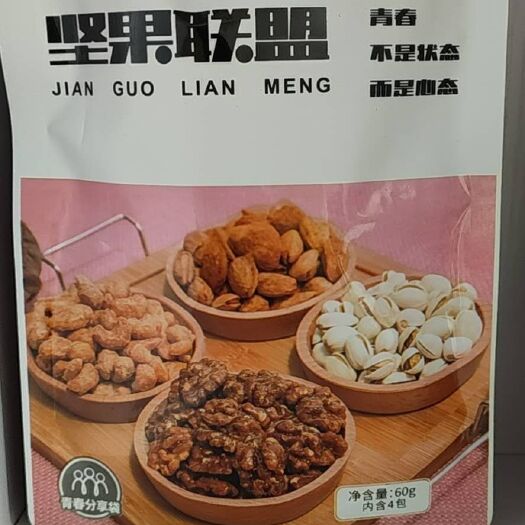 坚果联盟
JIAN GUO LIAN MENG
青春
不是状态
而是心态
青春分享袋
净含量:60g
内含4包